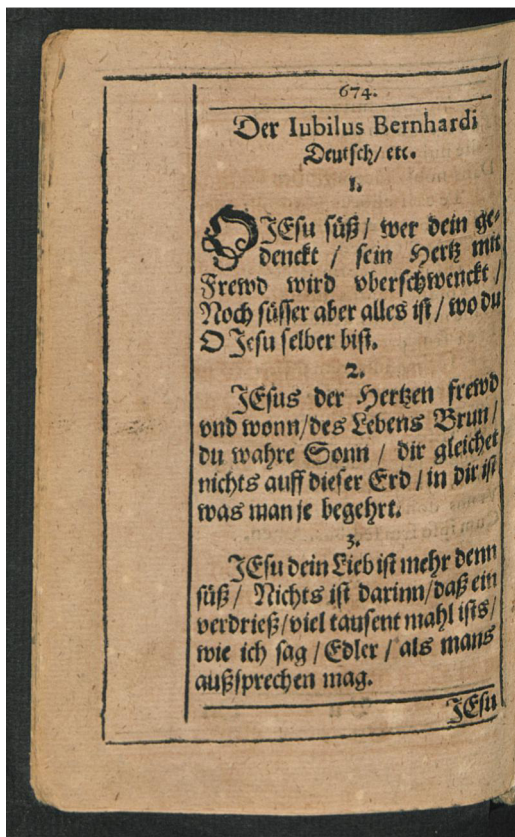 674.
Der Iubilus Bernhardi
Deutsch/ etc.
1.
O JEsu süß / wer dein ge-
denckt / sein Hertz mit
Frewd wird vberschwenckt /
Noch süsser aber alles ist / wo du
O Jesu selber bist.
2.
JEsus der Hertzen frewd
vnd wonn/des Lebens Brun /
du wahre Sonn / dir gleichet
nichts auff dieser Erd / in dir ist
was man je begehrt.
3.
JEsu dein Lieb ist mehr denn
süß / Nichts ist darinn/daß ein
verdrieß/viel tausent mahl ists/
wie ich sag / Edler / als mans
außsprechen mag.
JEsu